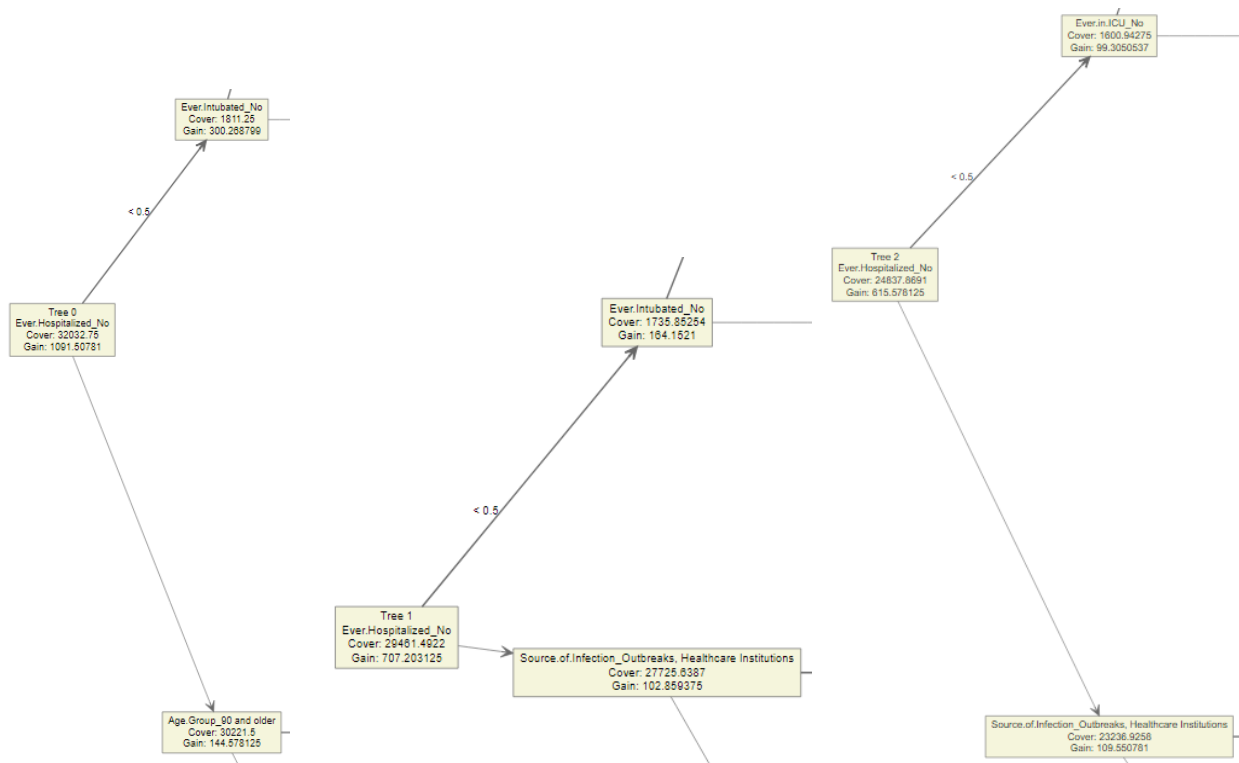 Ever.Intubated_No
Cover: 1811.25
Gain: 300.268799
< 0.5
Tree 0
Ever.Hospitalized_No
Cover: 32032.75
Gain: 1091.50781
Age.Group_90 and older
Cover: 30221.5
Gain: 144.578125
Ever.Intubated_No
Cover: 1735.85254
Gain: 164.1521
< 0.5
Tree 1
Ever.Hospitalized_No
Cover: 29461.4922
Gain: 707.203125
Source.of.Infection_Outbreaks, Healthcare Institutions
Cover: 27725.6387
Gain: 102.859375
Ever.in.ICU_No
Cover: 1600.94275
Gain: 99.3050537
< 0.5
Tree 2
Ever.Hospitalized_No
Cover: 24837.8691
Gain: 615.578125
Source.of.Infection_Outbreaks, Healthcare Institutions
Cover: 23236.9258
Gain: 109.550781